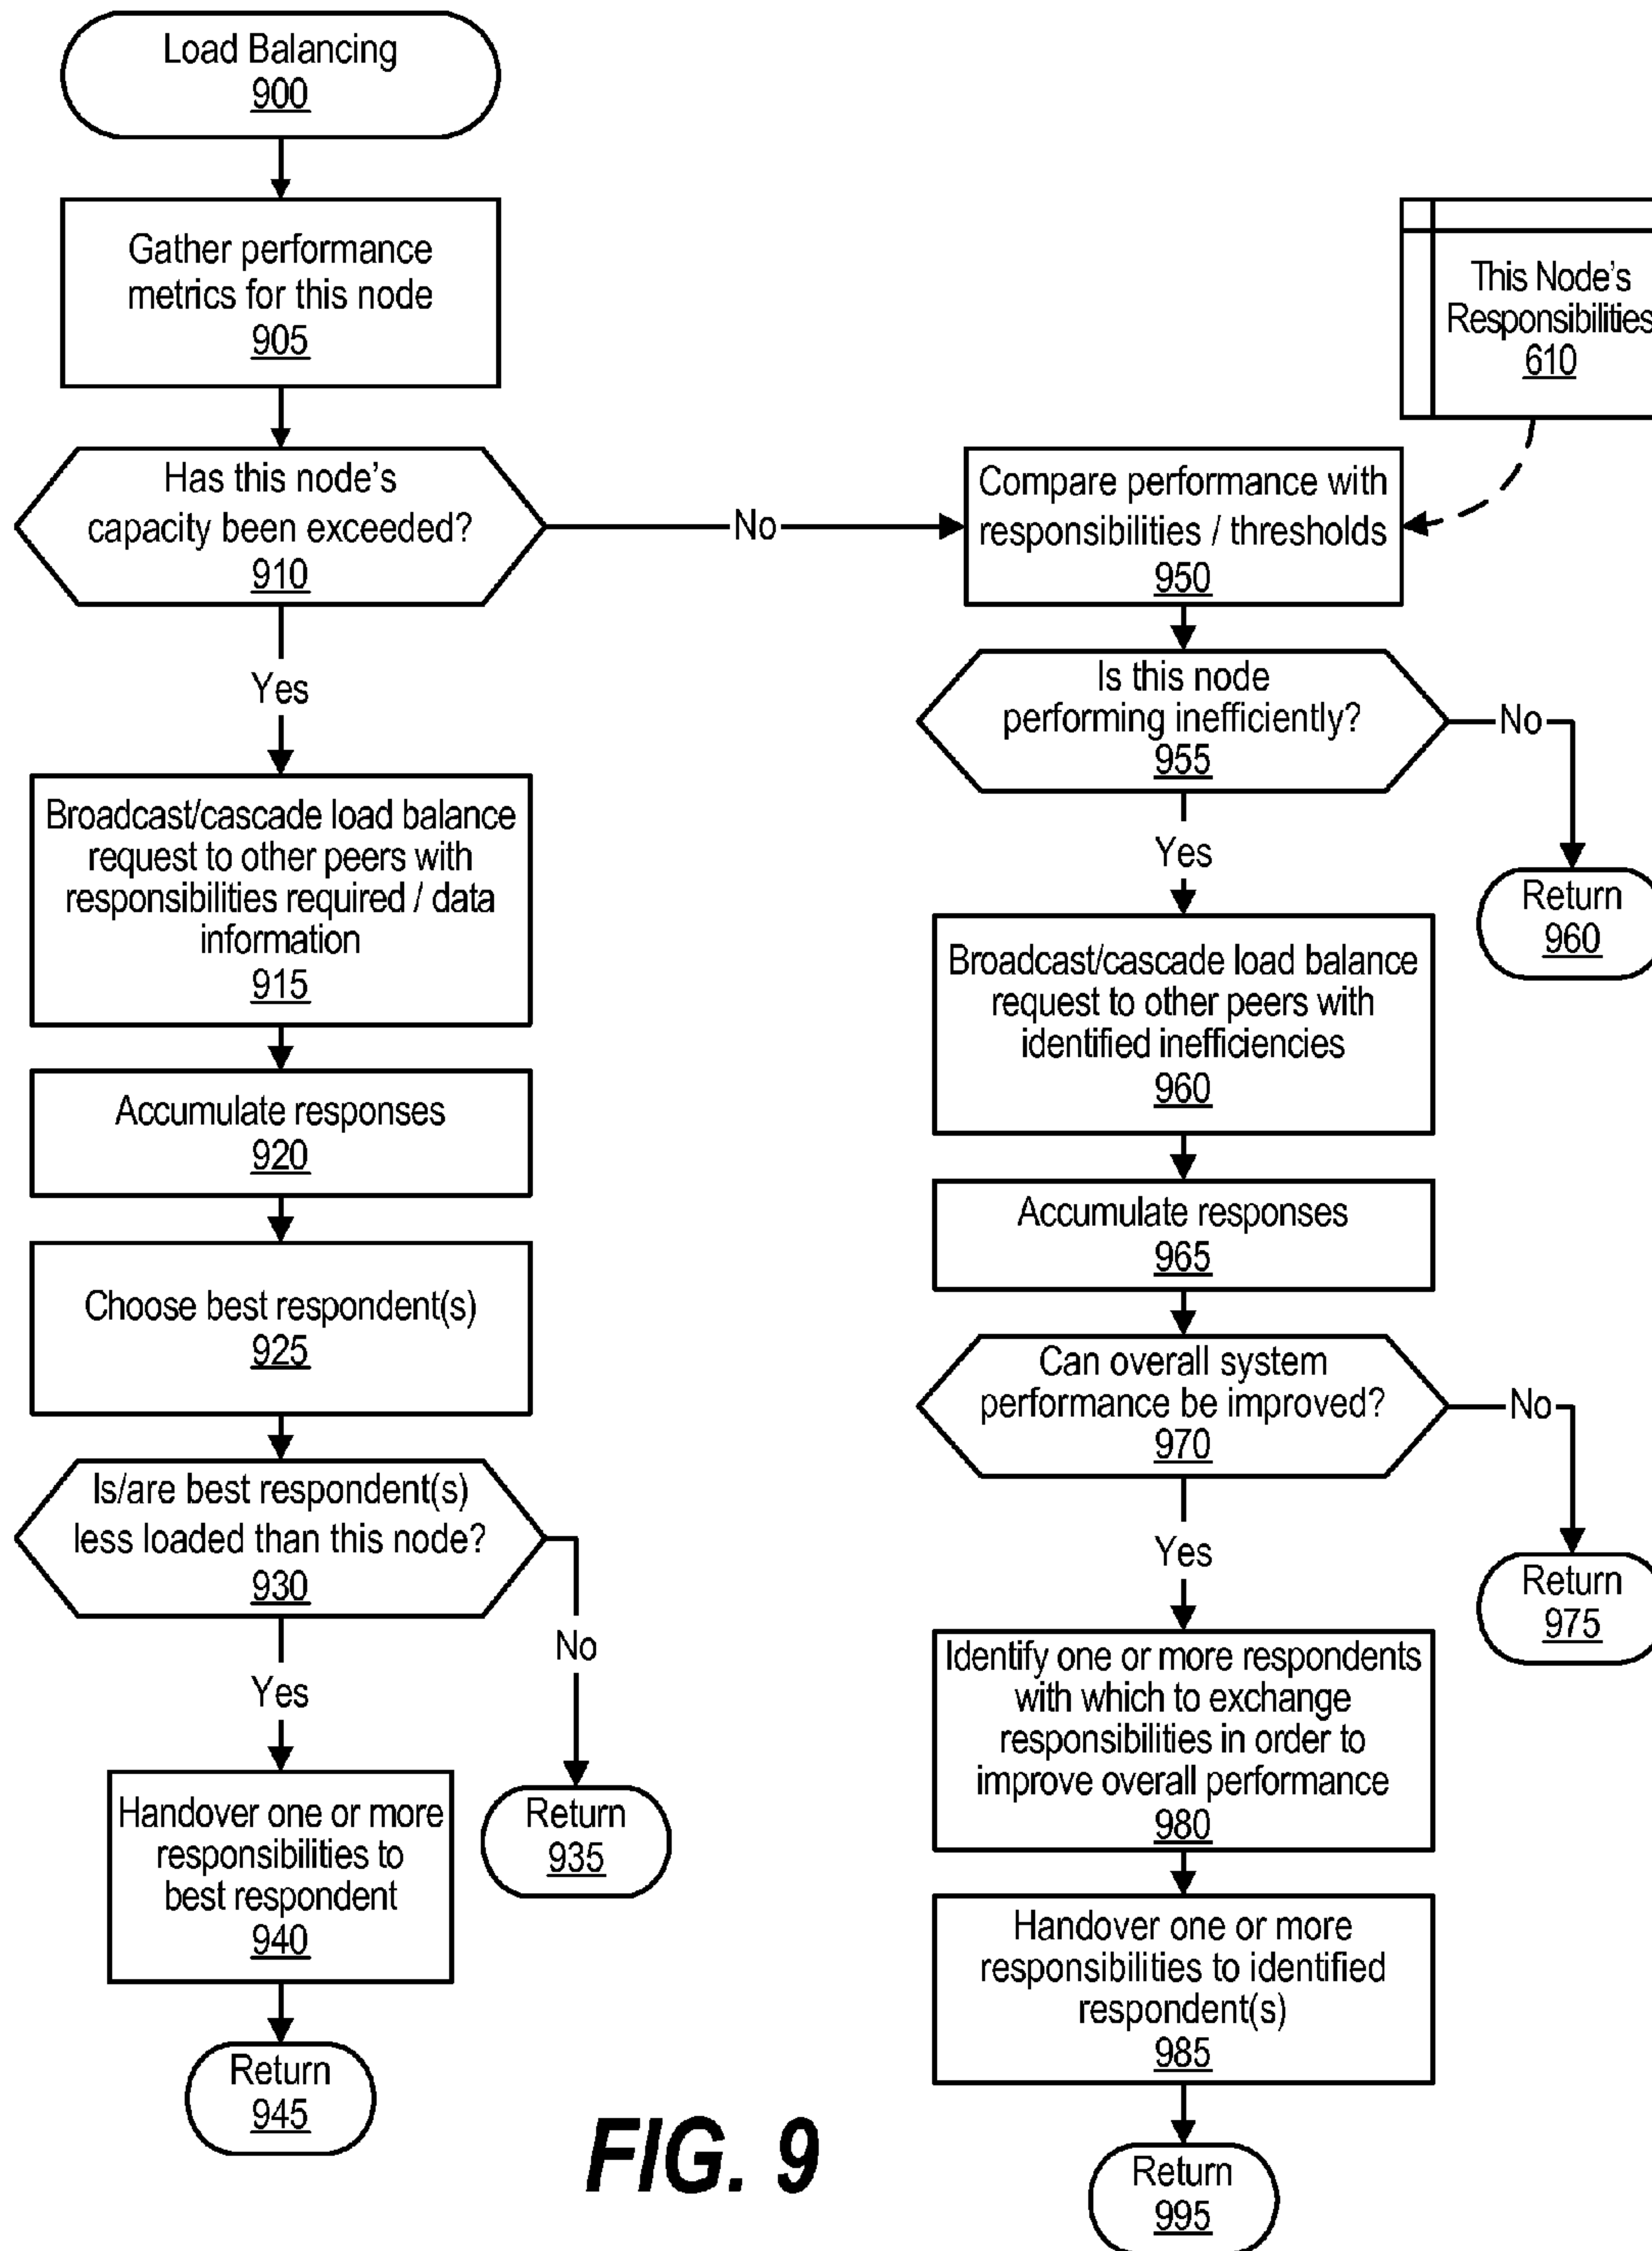 Load Balancing
900
Gather performance
metrics for this node
905
Has this node's
capacity been exceeded?
910
Yes
No
Broadcast/cascade load balance
request to other peers with
responsibilities required / data
information
915
Accumulate responses
920
Choose best respondent(s)
925
Is/are best respondent(s)
less loaded than this node?
930
No
Yes
Return
935
Handover one or more
responsibilities to
best respondent
940
Return
945
This Node's
Responsibilities
610
Compare performance with
responsibilities / thresholds
950
Is this node
performing inefficiently?
955
No
Yes
Return
960
Broadcast/cascade load balance
request to other peers with
identified inefficiencies
960
Accumulate responses
965
Can overall system
performance be improved?
970
No
Yes
Return
975
Identify one or more respondents
with which to exchange
responsibilities in order to
improve overall performance
980
Handover one or more
responsibilities to identified
respondent(s)
985
Return
995
FIG. 9